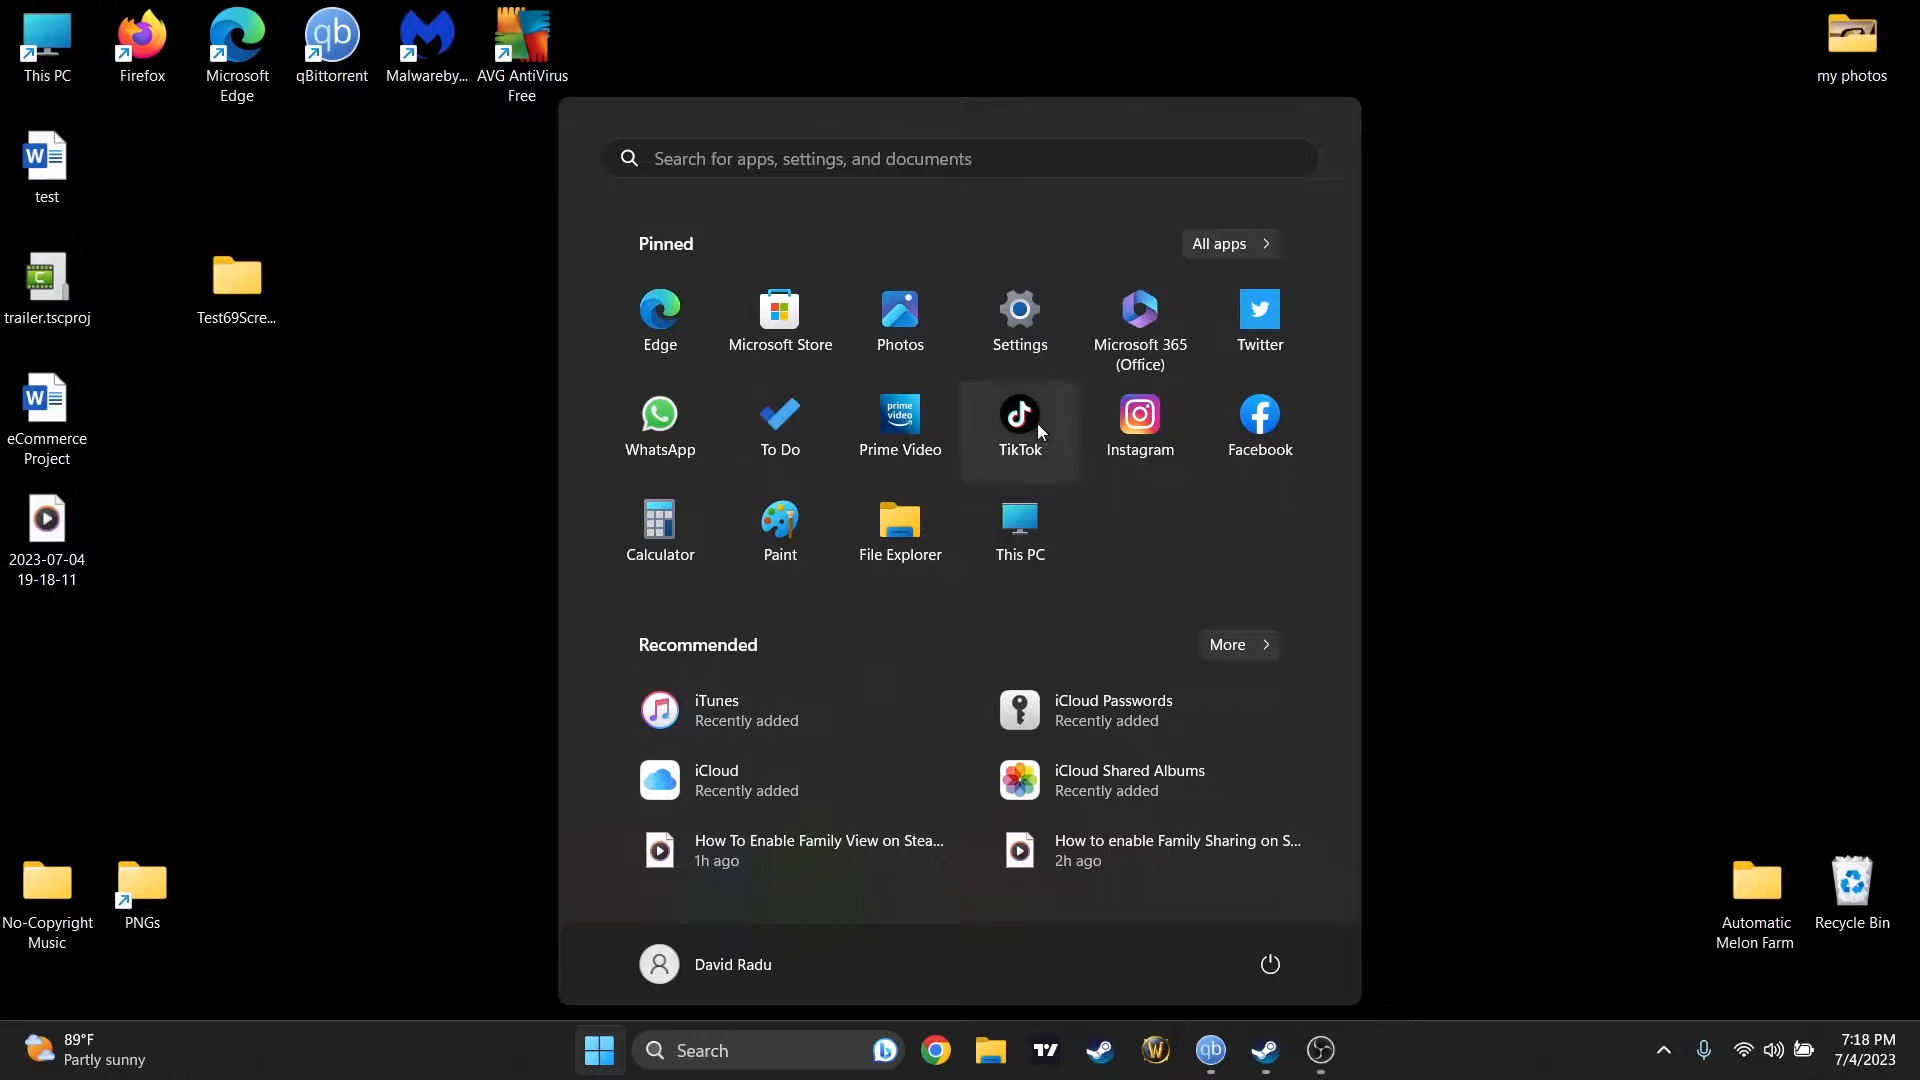 This PC
Firefox
Microsoft
Edge
qBittorrent
Malwareby...
AVG AntiVirus
Free
my photos
test
trailer.tscproj
Test69Scre...
eCommerce
Project
2023-07-04
19-18-11
No-Copyright
Music
PNGs
Automatic
Melon Farm
Recycle Bin
Search for apps, settings, and documents
Pinned
All apps
Edge
Microsoft Store
Photos
Settings
Microsoft 365
(Office)
Twitter
WhatsApp
To Do
prime
video
Prime Video
TikTok
Instagram
Facebook
Calculator
Paint
File Explorer
This PC
Recommended
More
iTunes
Recently added
iCloud Passwords
Recently added
iCloud
Recently added
iCloud Shared Albums
Recently added
How To Enable Family View on Stea...
1h ago
How to enable Family Sharing on S...
2h ago
David Radu
89°F
Partly sunny
Search
7:18 PM
7/4/2023